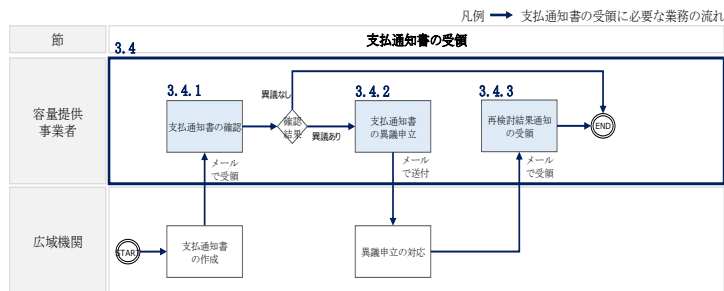 凡例 支払通知書の受領に必要な業務の流れ
節
支払通知書の受領
3.4
容量提供
事業者
3.4.1
支払通知書の確認
異議なし
確認
結果
異議あり
3.4.2
支払通知書
の異議申立
3.4.3
再検討結果通知
の受領
END
メール
で受領
メール
で送付
メール
で受領
広域機関
START
支払通知書
の作成
異議申立の対応